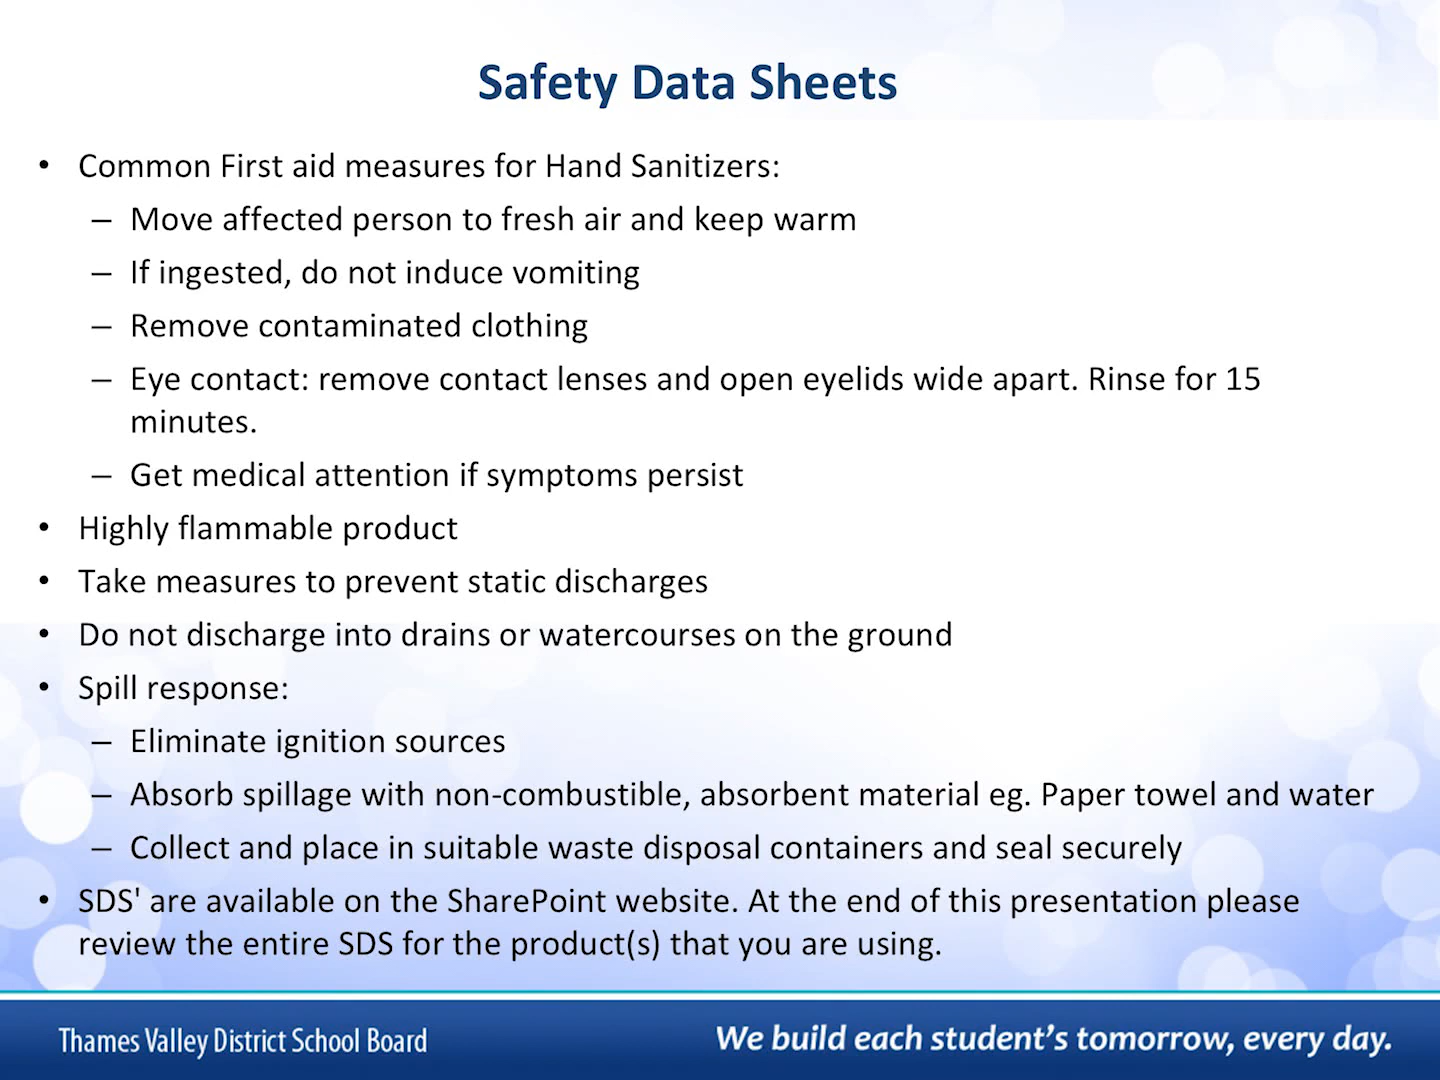 Safety Data Sheets
• Common First aid measures for Hand Sanitizers:
– Move affected person to fresh air and keep warm
– If ingested, do not induce vomiting
– Remove contaminated clothing
– Eye contact: remove contact lenses and open eyelids wide apart. Rinse for 15
minutes.
– Get medical attention if symptoms persist
• Highly flammable product
• Take measures to prevent static discharges
• Do not discharge into drains or watercourses on the ground
• Spill response:
– Eliminate ignition sources
– Absorb spillage with non-combustible, absorbent material eg. Paper towel and water
– Collect and place in suitable waste disposal containers and seal securely
• SDS' are available on the SharePoint website. At the end of this presentation please
review the entire SDS for the product(s) that you are using.
Thames Valley District School Board
We build each student's tomorrow, every day.